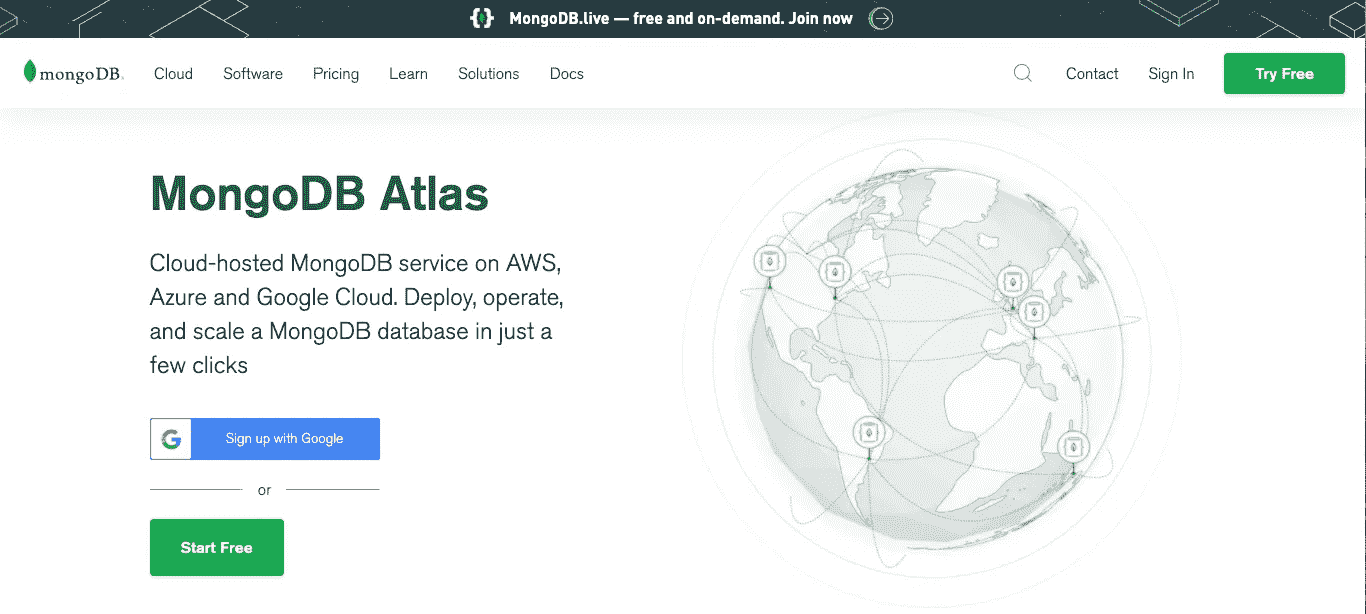 MongoDB.live — free and on-demand. Join now
mongoDB.
Cloud
Software
Pricing
Learn
Solutions
Docs
Contact
Sign In
Try Free
MongoDB Atlas
Cloud-hosted MongoDB service on AWS,
Azure and Google Cloud. Deploy, operate,
and scale a MongoDB database in just a
few clicks
G
Sign up with Google
or
Start Free